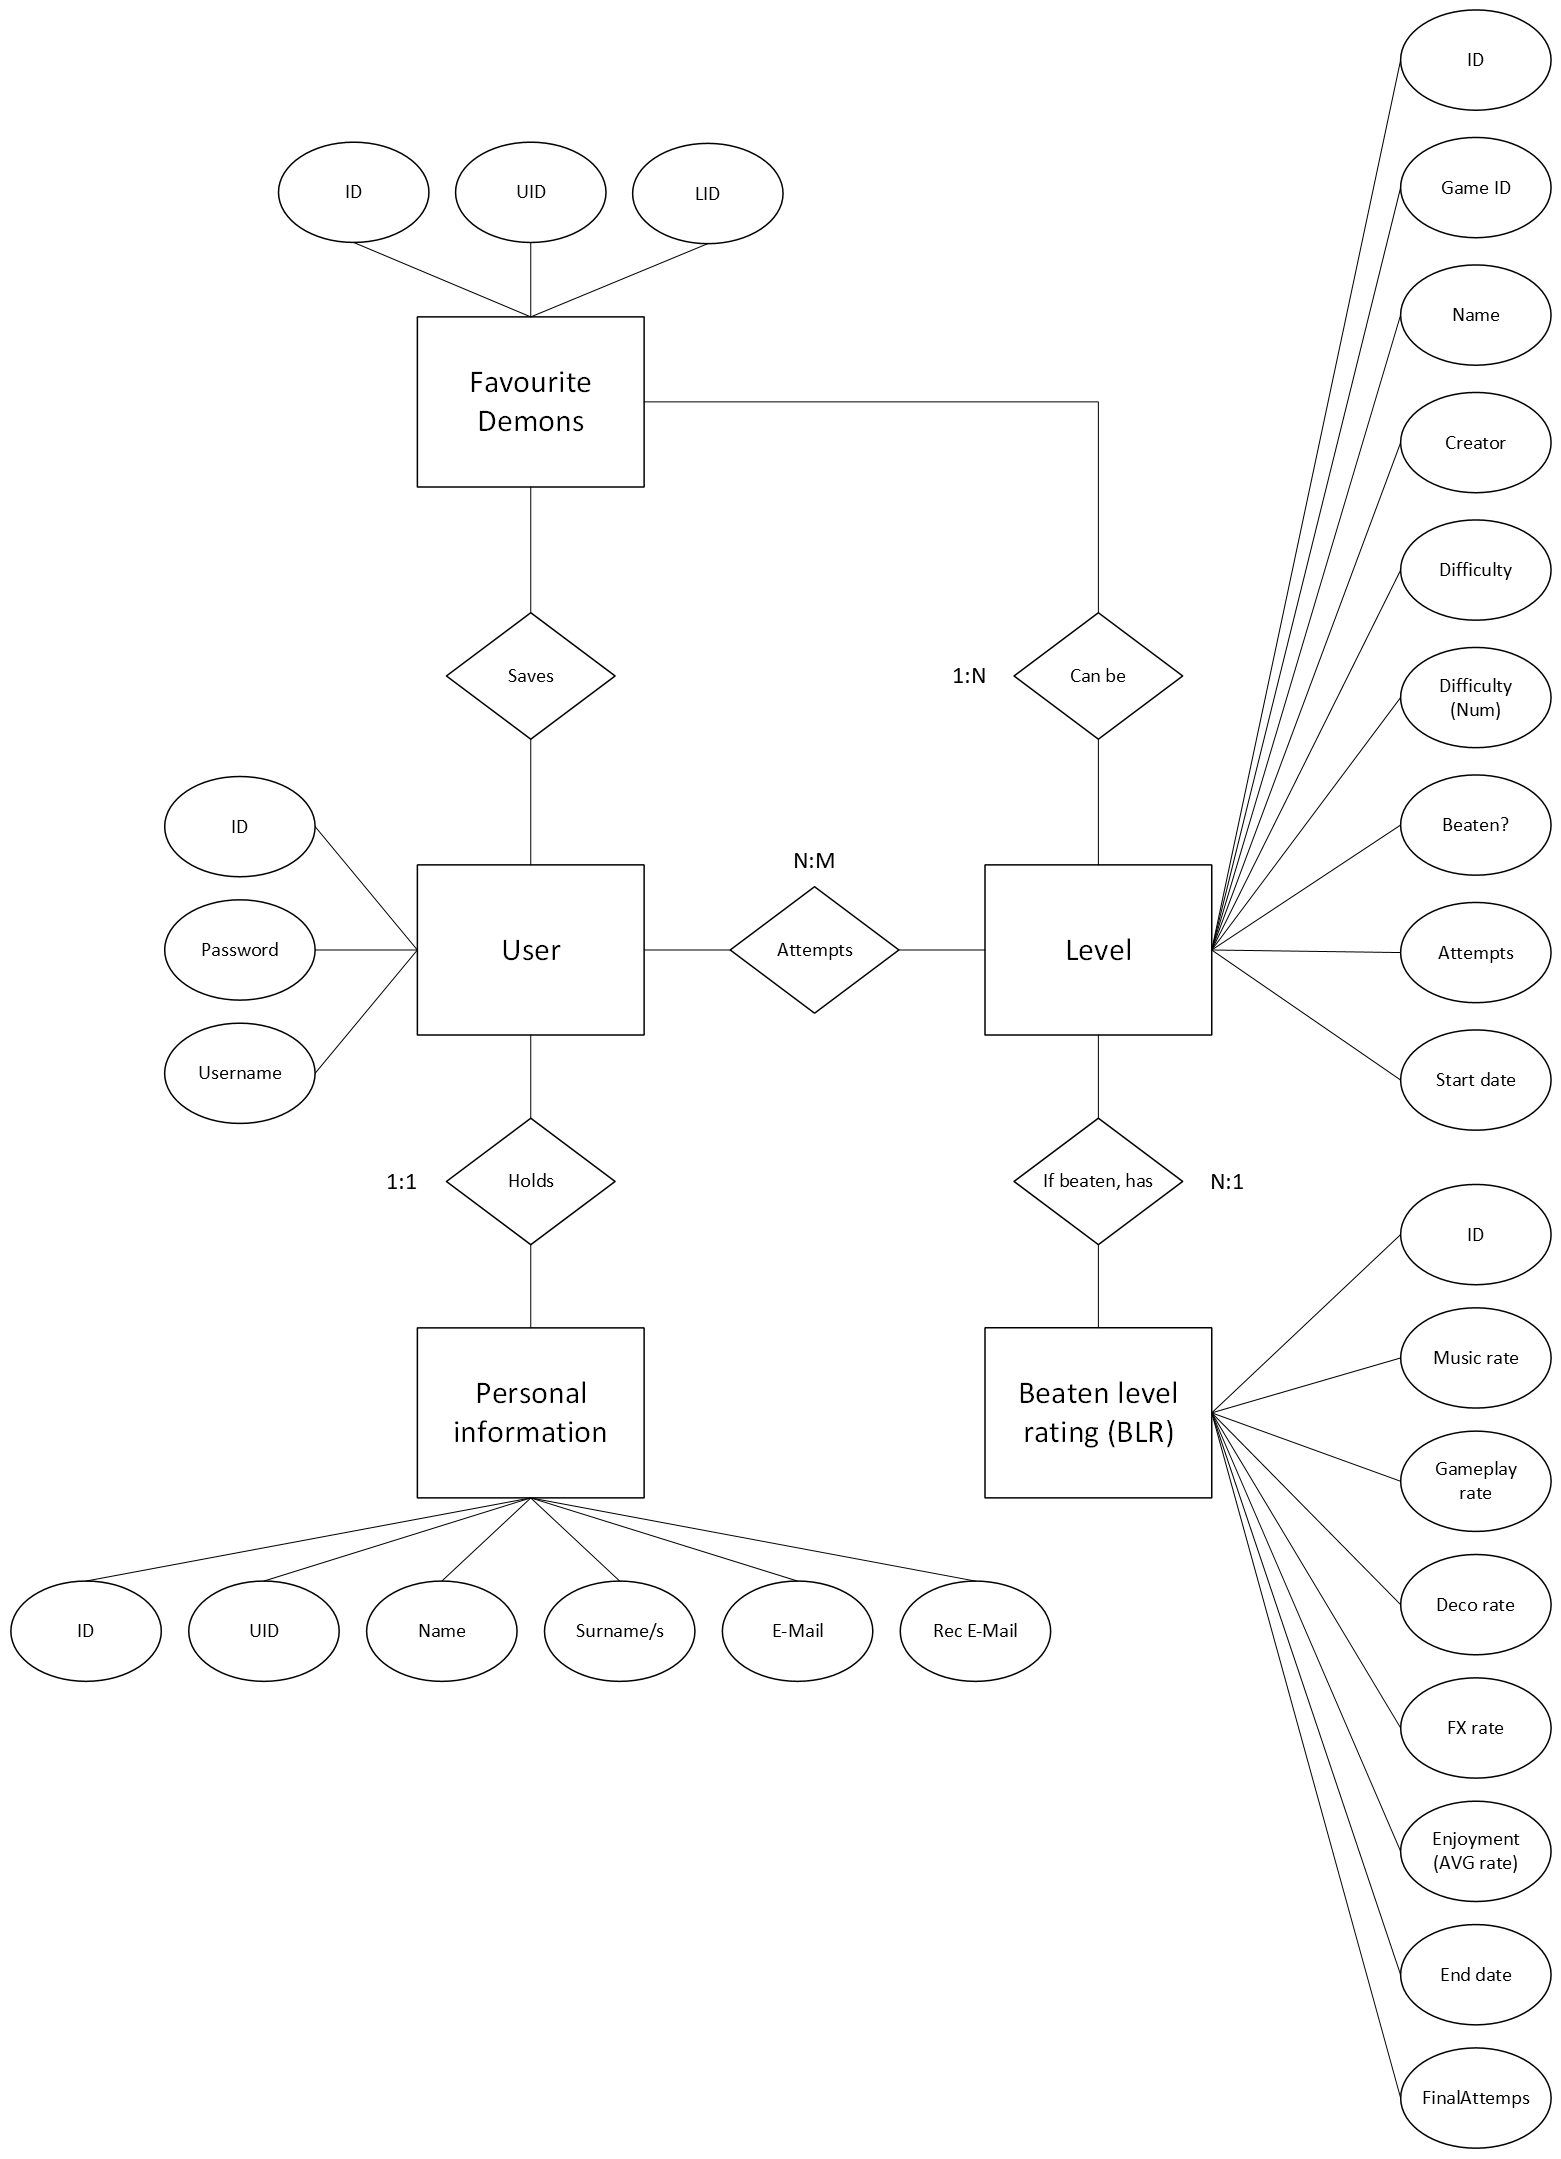 ID
Game ID
Name
Creator
Difficulty
Difficulty
(Num)
Beaten?
Attempts
Start date
ID
UID
LID
Favourite
Demons
Saves
1:N
Can be
ID
Password
Username
User
N:M
Attempts
Level
1:1
Holds
If beaten, has
N:1
Personal
information
Beaten level
rating (BLR)
ID
UID
Name
Surname/s
E-Mail
Rec E-Mail
ID
Music rate
Gameplay
rate
Deco rate
FX rate
Enjoyment
(AVG rate)
End date
FinalAttemps